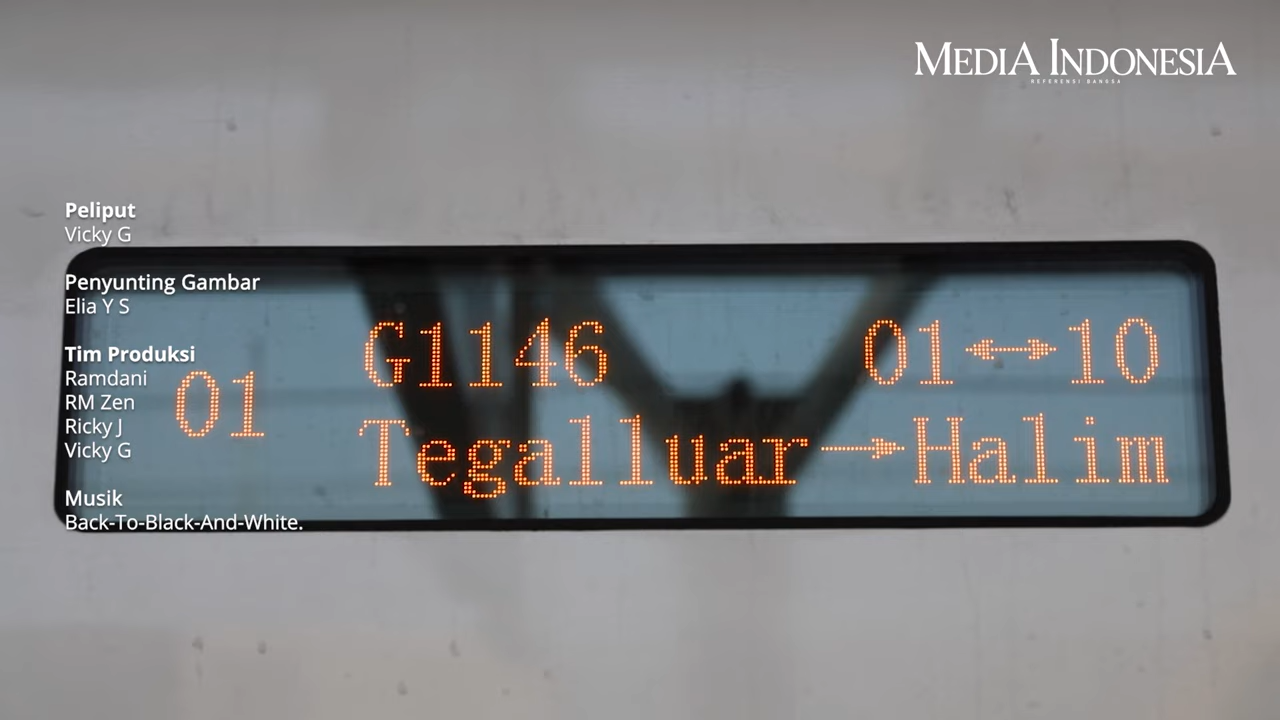 MEDIA INDONESIA
REFERENSI BANGSA
Peliput
Vicky G
Penyunting Gambar
Elia Y S
Tim Produksi
Ramdani
RM Zen
Ricky J
Vicky G
Musik
Back-To-Black-And-White.
01
G1146 01↔10
Tegalluar→Halim